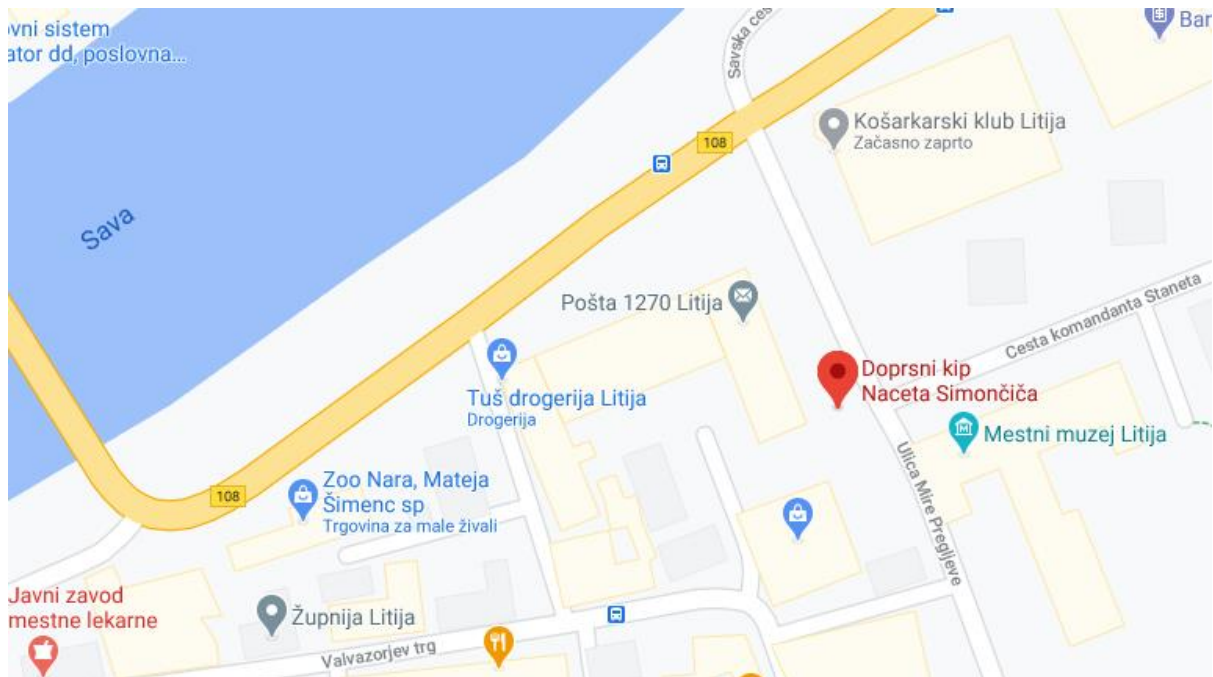 ovni sistem
ator dd, poslovna...
Savska ces
Bar
Košarkarski klub Litija
Začasno zaprto
108
Sava
Pošta 1270 Litija
Cesta komandanta Staneta
Doprsni kip
Naceta Simončiča
Tuš drogerija Litija
Drogerija
Mestni muzej Litija
Ulica Mire Pregljeve
108
Zoo Nara, Mateja
Šimenc sp
Trgovina za male živali
Javni zavod
mestne lekarne
Župnija Litija
Valvazorjev trg